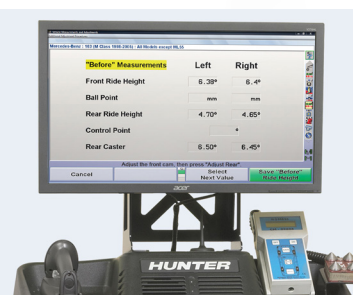 Mercedes-Benz : 163 (M Class 1998-2005) : All Models except ML55
"Before" Measurements Left Right
Front Ride Height 6.38° 6.4°
Ball Point mm mm
Rear Ride Height 4.70° 4.65°
Control Point °
Rear Caster 6.50° 6.45°
Adjust the front cam, then press "Adjust Rear".
Cancel Select Next Value Save "Before" Ride Height
acer
HUNTER